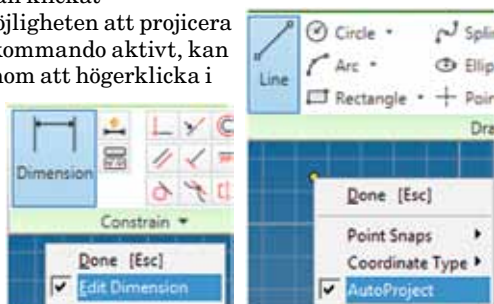 öjligheten att projicera
kommando aktivt, kan
nom att högerklicka i
Dimension
Constrain
Done [Esc]
Edit Dimension
Line
Circle
Arc
Rectangle
Done [Esc]
Point Snaps
Coordinate Type
AutoProject